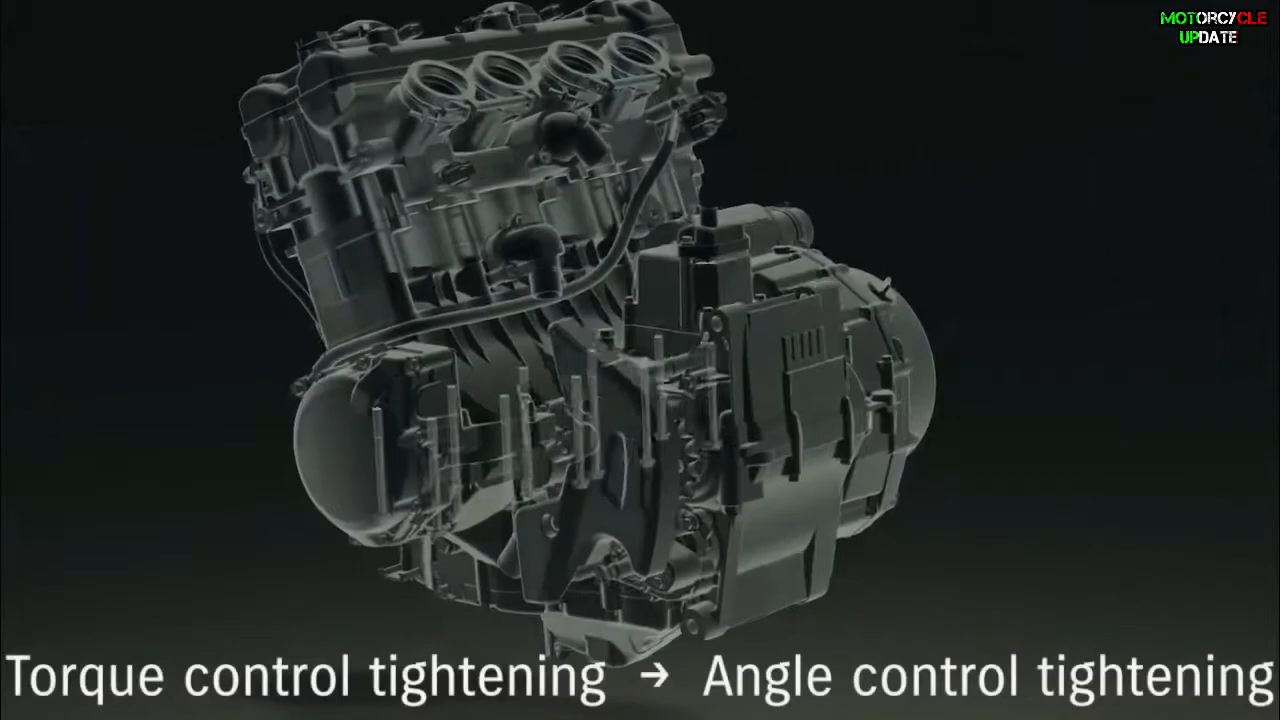 MOTORCYCLE
UPDATE
Torque control tightening → Angle control tightening